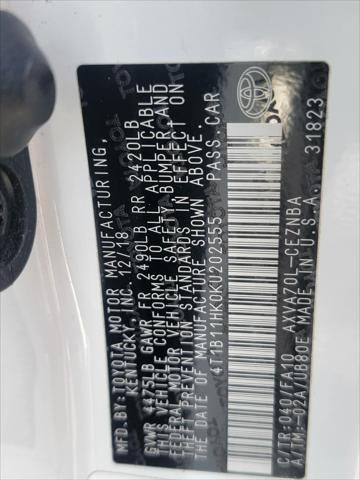 MFD. BY: TOYOTA MOTOR MANUFACTURING,
KENTUCKY, INC. 12/18
GVWR 4475LB GAWR FR 2490LB RR 2420LB
THIS VEHICLE CONFORMS TO ALL APPLICABLE
FEDERAL MOTOR VEHICLE SAFETY, BUMPER, AND
THEFT PREVENTION STANDARDS IN EFFECT ON
THE DATE OF MANUFACTURE SHOWN ABOVE.
4T1B11HK0KU202555 PASS. CAR
C/TR: 040/FA10 AXVA70L-CEZNBA
A/TM: -02A/UB80E MADE IN U.S.A. 31823
TOYOTA